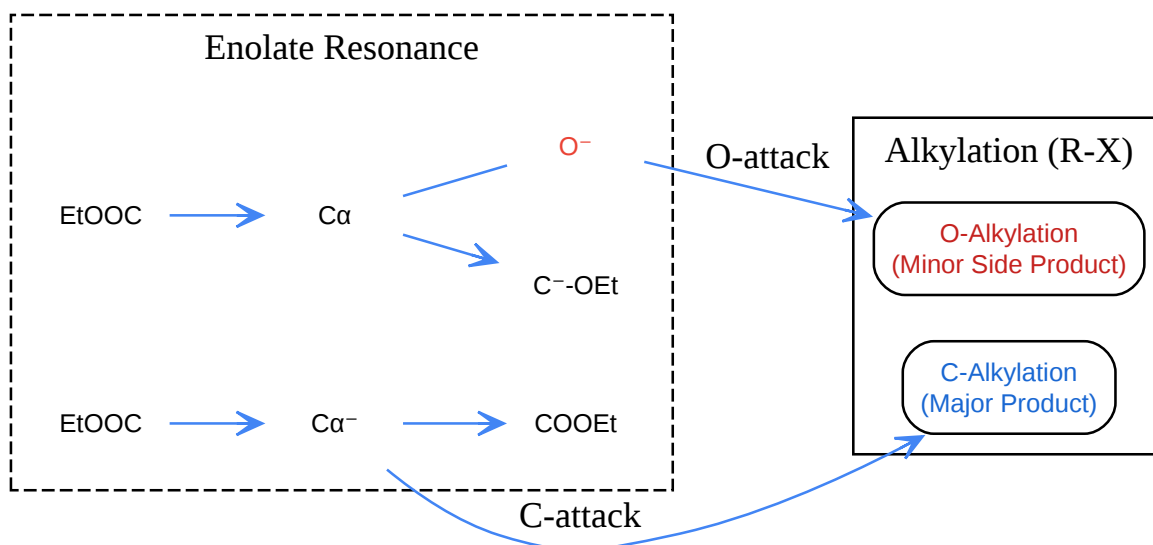 Enolate Resonance
O⁻
O-attack
Alkylation (R-X)
EtOOC
Cα
O-Alkylation
(Minor Side Product)
C⁻-OEt
EtOOC
Cα⁻
COOEt
C-Alkylation
(Major Product)
C-attack